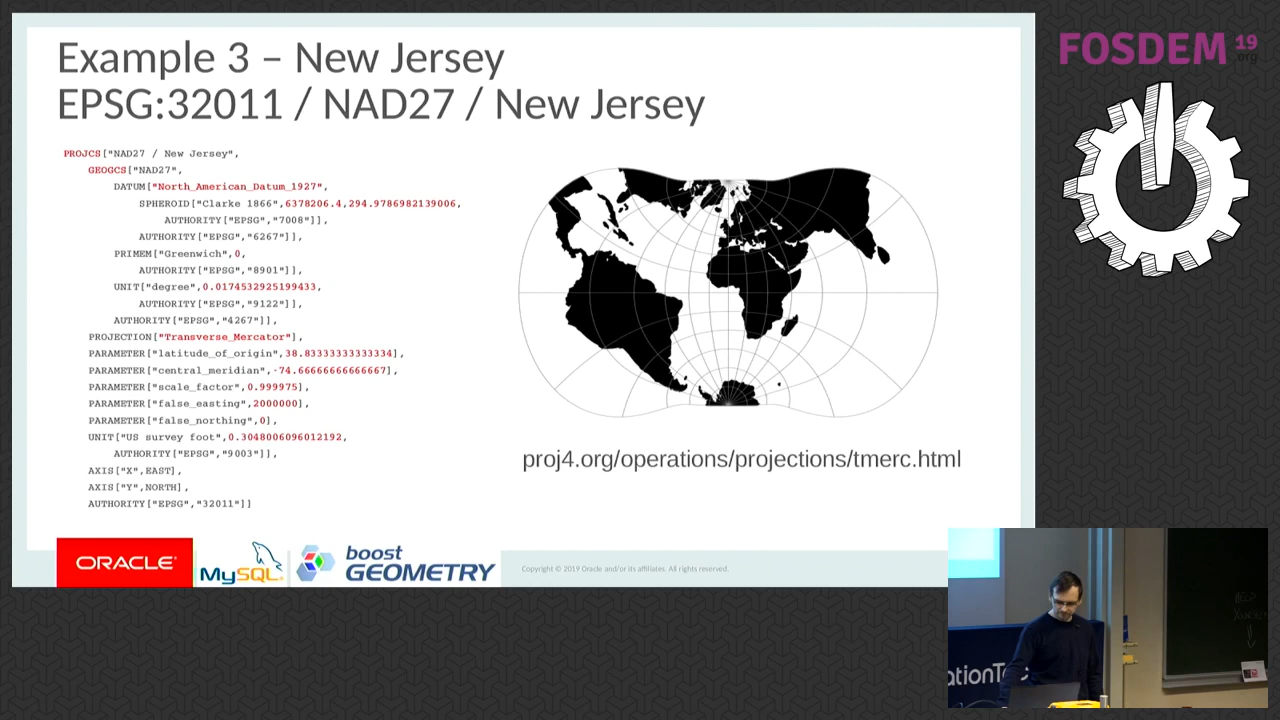 Example 3 – New Jersey
EPSG:32011 / NAD27 / New Jersey
PROJCS["NAD27 / New Jersey",
GEOGCS["NAD27",
DATUM["North_American_Datum_1927",
SPHEROID["Clarke 1866",6378206.4,294.9786982139006,
AUTHORITY["EPSG","7008"]],
AUTHORITY["EPSG","6267"]],
PRIMEM["Greenwich",0,
AUTHORITY["EPSG","8901"]],
UNIT["degree",0.0174532925199433,
AUTHORITY["EPSG","9122"]],
AUTHORITY["EPSG","4267"]],
PROJECTION["Transverse_Mercator"],
PARAMETER["latitude_of_origin",38.83333333333334],
PARAMETER["central_meridian",-74.66666666666667],
PARAMETER["scale_factor",0.999975],
PARAMETER["false_easting",2000000],
PARAMETER["false_northing",0],
UNIT["US survey foot",0.3048006096012192,
AUTHORITY["EPSG","9003"]],
AXIS["X",EAST],
AXIS["Y",NORTH],
AUTHORITY["EPSG","32011"]]
proj4.org/operations/projections/tmerc.html
ORACLE
MySQL
boost
GEOMETRY
Copyright © 2019 Oracle and/or its affiliates. All rights reserved.
FOSDEM 19
.org
HELP